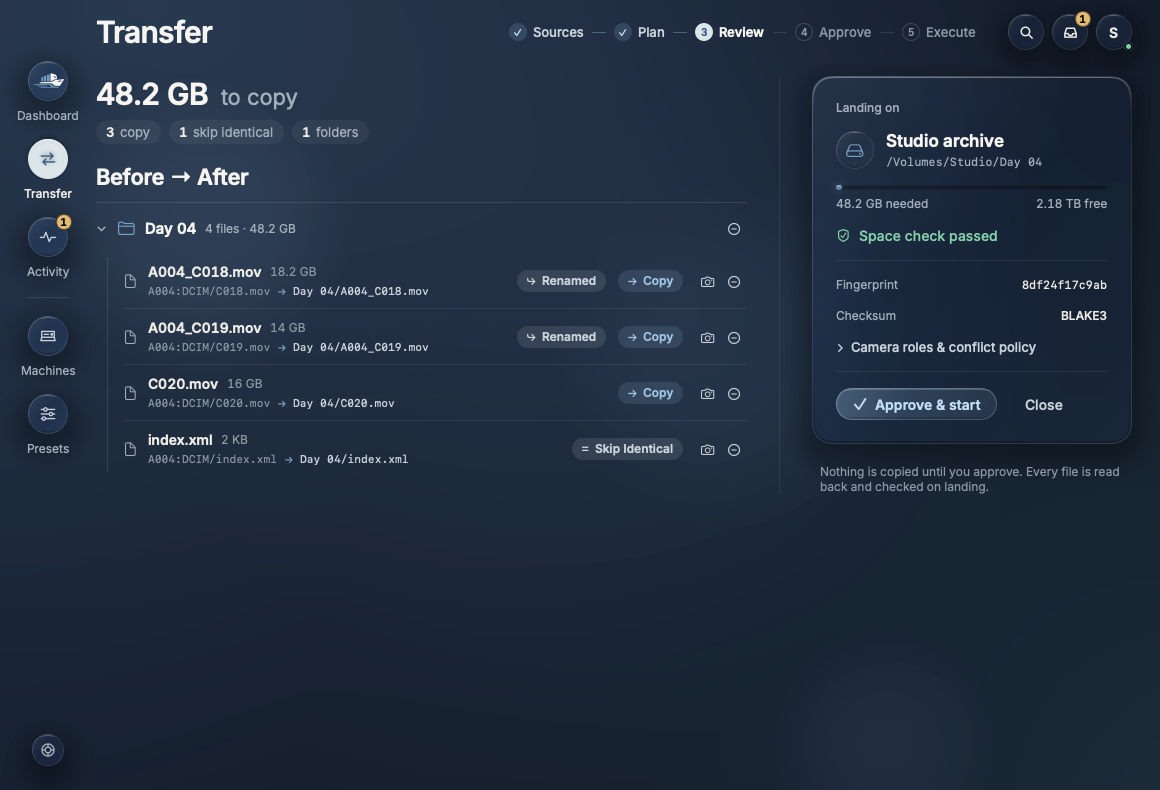 Transfer
Sources
Plan
3 Review
4 Approve
5 Execute
1
S
Dashboard
Transfer
1
Activity
Machines
Presets
48.2 GB to copy
3 copy
1 skip identical
1 folders
Before → After
Day 04 4 files · 48.2 GB
A004_C018.mov 18.2 GB
A004:DCIM/C018.mov → Day 04/A004_C018.mov
Renamed
→ Copy
A004_C019.mov 14 GB
A004:DCIM/C019.mov → Day 04/A004_C019.mov
Renamed
→ Copy
C020.mov 16 GB
A004:DCIM/C020.mov → Day 04/C020.mov
→ Copy
index.xml 2 KB
A004:DCIM/index.xml → Day 04/index.xml
= Skip Identical
Landing on
Studio archive
/Volumes/Studio/Day 04
48.2 GB needed
2.18 TB free
Space check passed
Fingerprint 8df24f17c9ab
Checksum BLAKE3
Camera roles & conflict policy
Approve & start
Close
Nothing is copied until you approve. Every file is read
back and checked on landing.